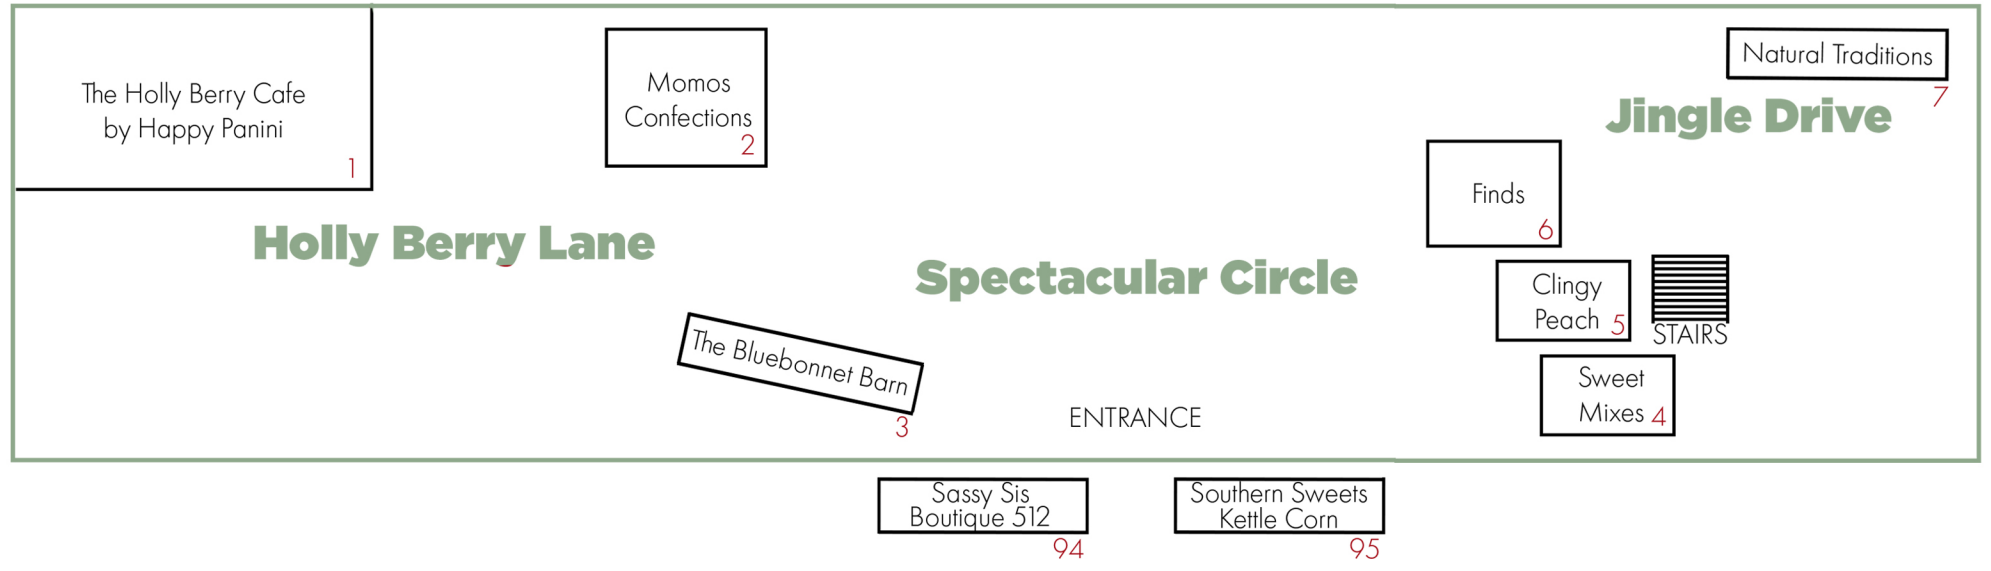 The Holly Berry Cafe
by Happy Panini
1
Momos
Confections
2
Natural Traditions
7
Jingle Drive
Finds
6
Holly Berry Lane
Spectacular Circle
Clingy
Peach 5
STAIRS
The Bluebonnet Barn
3
Sweet
Mixes 4
ENTRANCE
Sassy Sis
Boutique 512
94
Southern Sweets
Kettle Corn
95